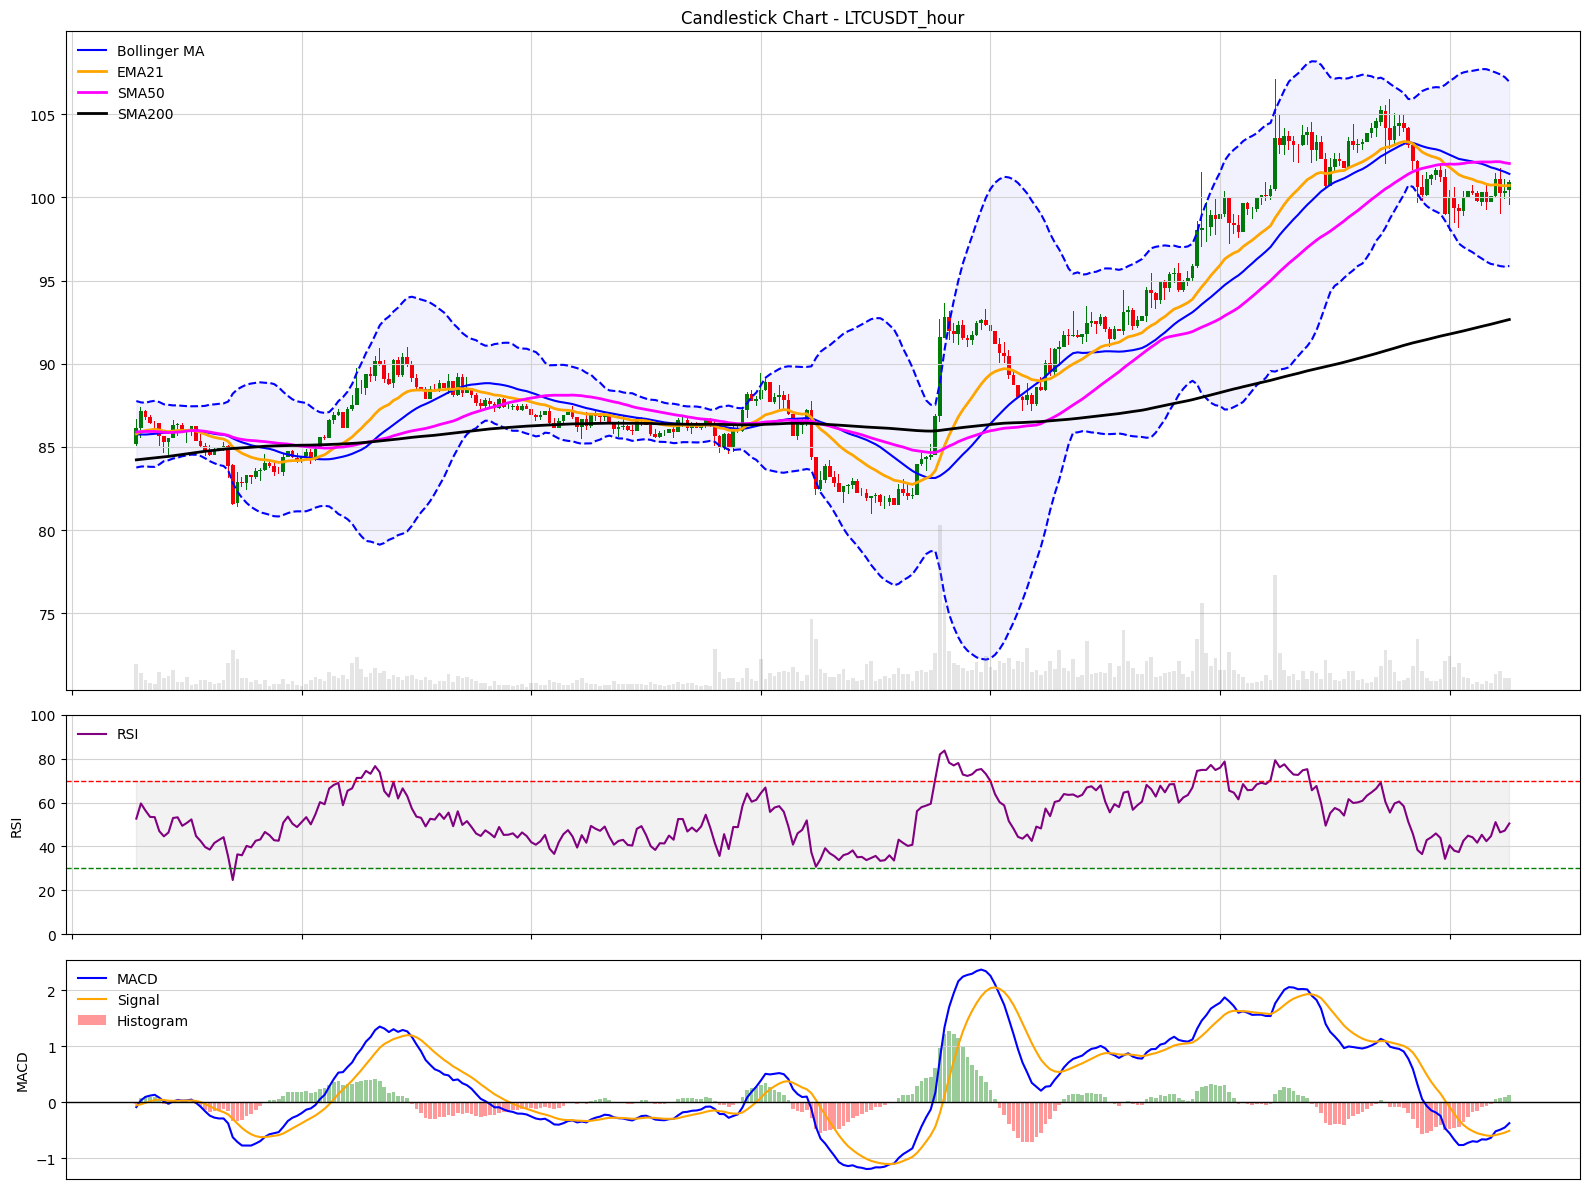 Candlestick Chart - LTCUSDT_hour
Bollinger MA
EMA21
SMA50
SMA200
105
100
95
90
85
80
75
RSI
100
80
60
40
20
0
RSI
MACD
Signal
Histogram
2
1
0
−1
MACD